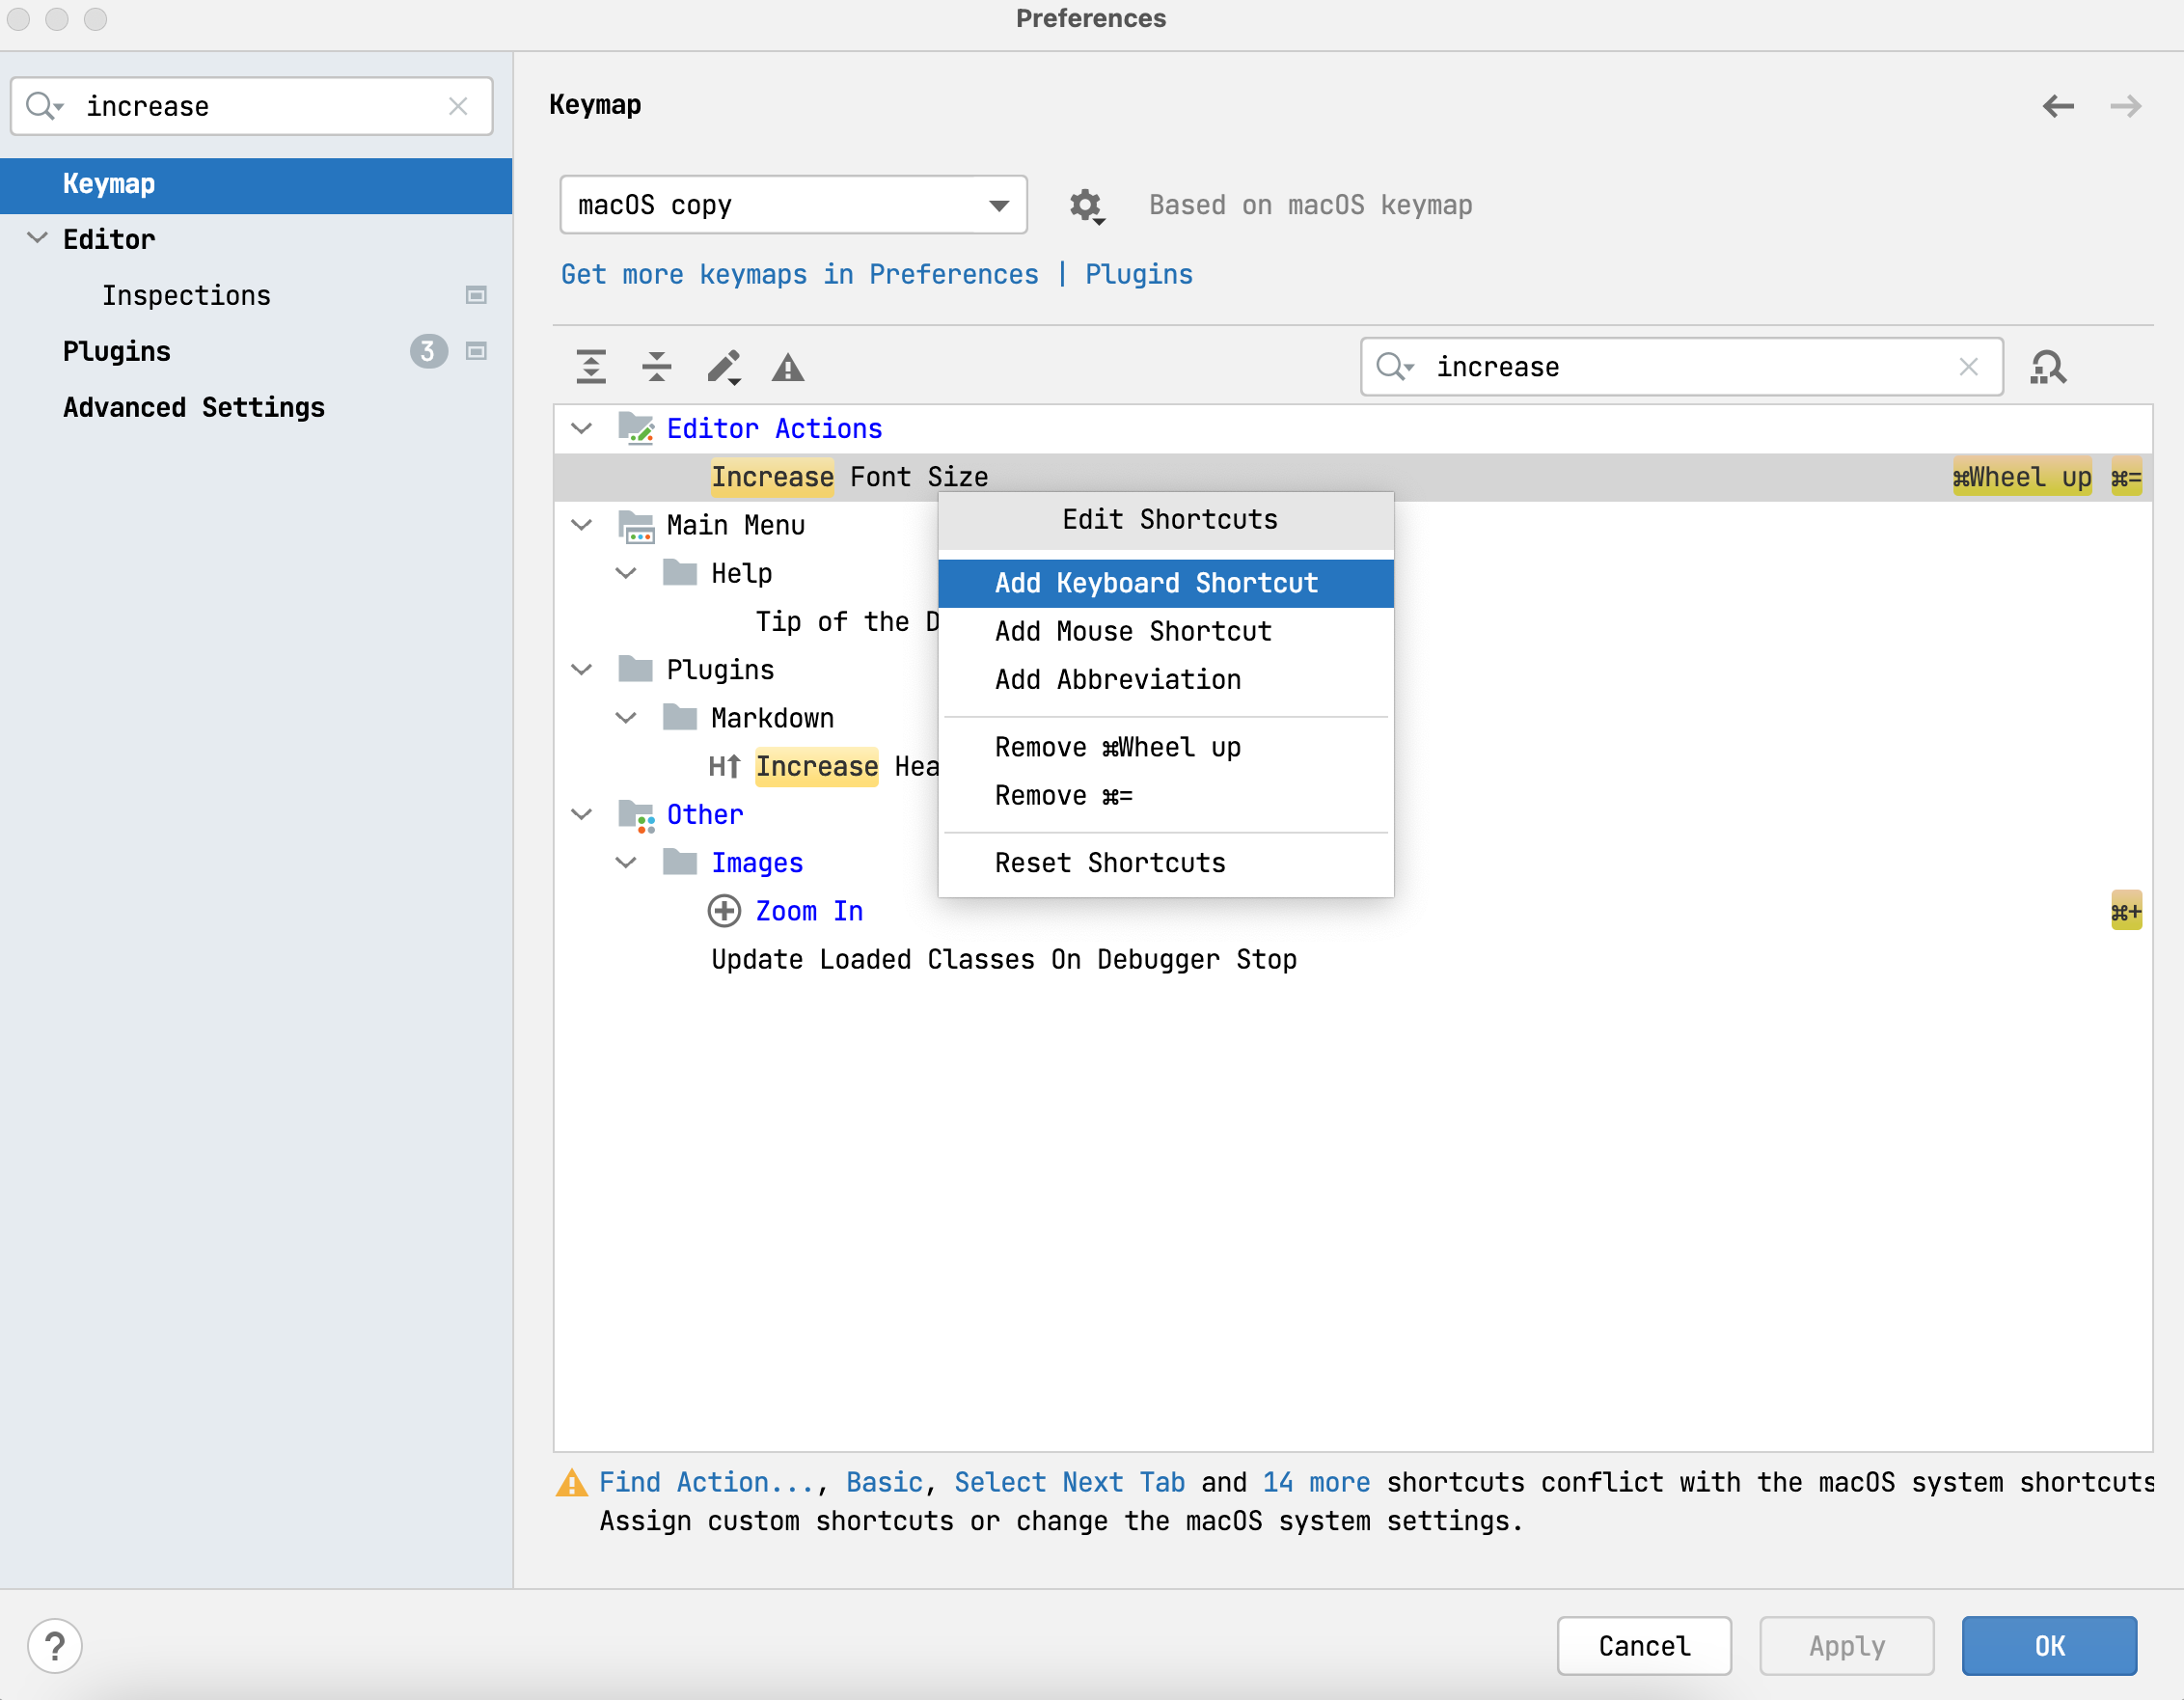 Preferences
increase
Keymap
Editor
Inspections
Plugins 3
Advanced Settings
Keymap
macOS copy
Based on macOS keymap
Get more keymaps in Preferences | Plugins
increase
Editor Actions
Increase Font Size ⌘Wheel up ⌘=
Main Menu
Help
Tip of the D
Plugins
Markdown
H↑ Increase Hea
Other
Images
Zoom In ⌘+
Update Loaded Classes On Debugger Stop
Edit Shortcuts
Add Keyboard Shortcut
Add Mouse Shortcut
Add Abbreviation
Remove ⌘Wheel up
Remove ⌘=
Reset Shortcuts
Find Action..., Basic, Select Next Tab and 14 more shortcuts conflict with the macOS system shortcuts
Assign custom shortcuts or change the macOS system settings.
?
Cancel
Apply
OK